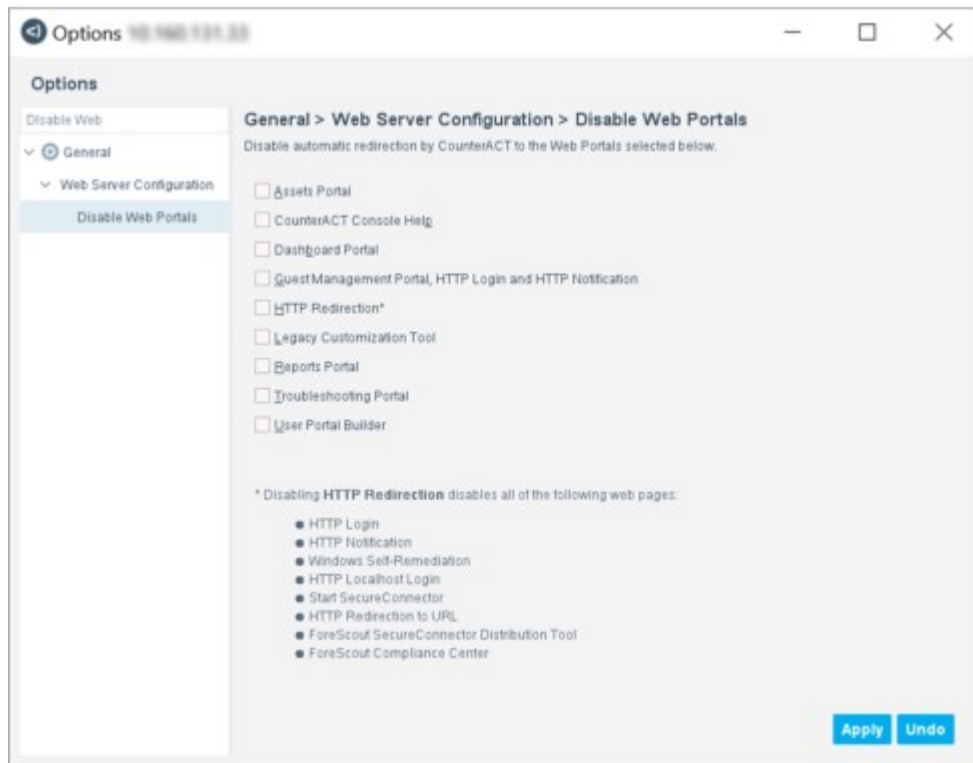 Options
Options
Disable Web
General
Web Server Configuration
Disable Web Portals
General > Web Server Configuration > Disable Web Portals
Disable automatic redirection by CounterACT to the Web Portals selected below.
Assets Portal
CounterACT Console Help
Dashboard Portal
Guest Management Portal, HTTP Login and HTTP Notification
HTTP Redirection*
Legacy Customization Tool
Reports Portal
Troubleshooting Portal
User Portal Builder
* Disabling HTTP Redirection disables all of the following web pages:
● HTTP Login
● HTTP Notification
● Windows Self-Remediation
● HTTP Localhost Login
● Start SecureConnector
● HTTP Redirection to URL
● ForeScout SecureConnector Distribution Tool
● ForeScout Compliance Center
Apply Undo